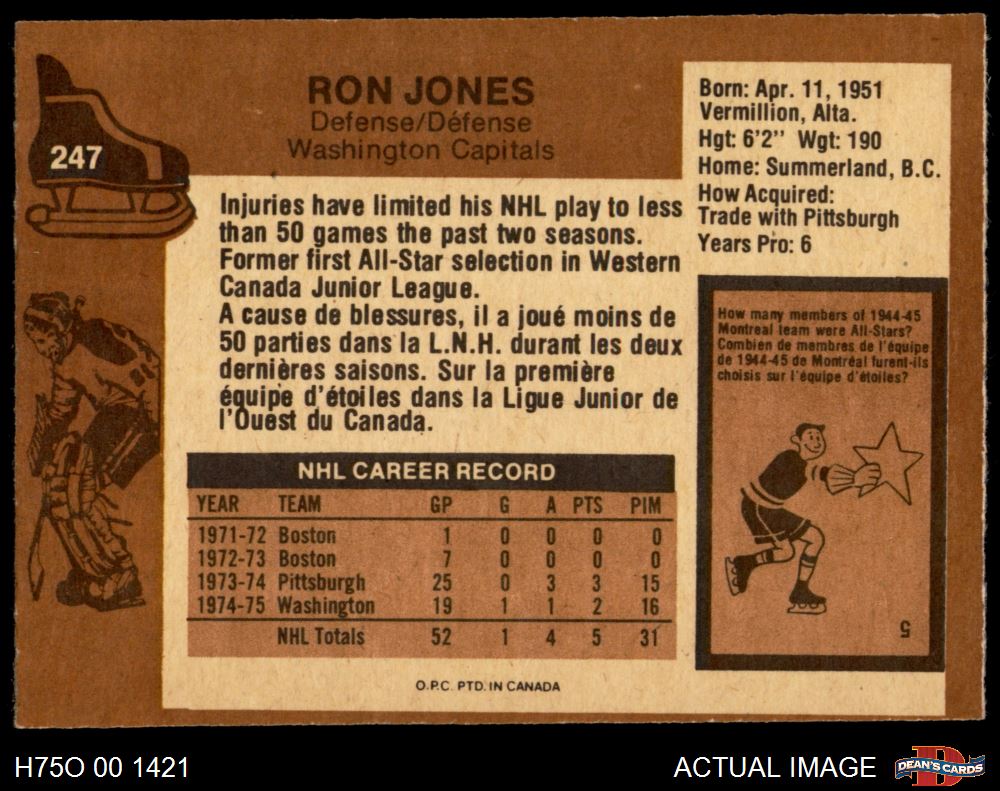 247
RON JONES
Defense/Défense
Washington Capitals
Born: Apr. 11, 1951
Vermillion, Alta.
Hgt: 6'2" Wgt: 190
Home: Summerland, B.C.
How Acquired:
Trade with Pittsburgh
Years Pro: 6
Injuries have limited his NHL play to less
than 50 games the past two seasons.
Former first All-Star selection in Western
Canada Junior League.
A cause de blessures, il a joué moins de
50 parties dans la L.N.H. durant les deux
dernières saisons. Sur la première
équipe d'étoiles dans la Ligue Junior de
l'Ouest du Canada.
How many members of 1944-45
Montreal team were All-Stars?
Combien de membres de l'équipe
de 1944-45 de Montréal furent-ils
choisis sur l'équipe d'étoiles?
5
NHL CAREER RECORD
YEAR TEAM GP G A PTS PIM
1971-72 Boston 1 0 0 0 0
1972-73 Boston 7 0 0 0 0
1973-74 Pittsburgh 25 0 3 3 15
1974-75 Washington 19 1 1 2 16
NHL Totals 52 1 4 5 31
O.P.C. PTD. IN CANADA
H75O 00 1421
ACTUAL IMAGE
D
DEAN'S CARDS